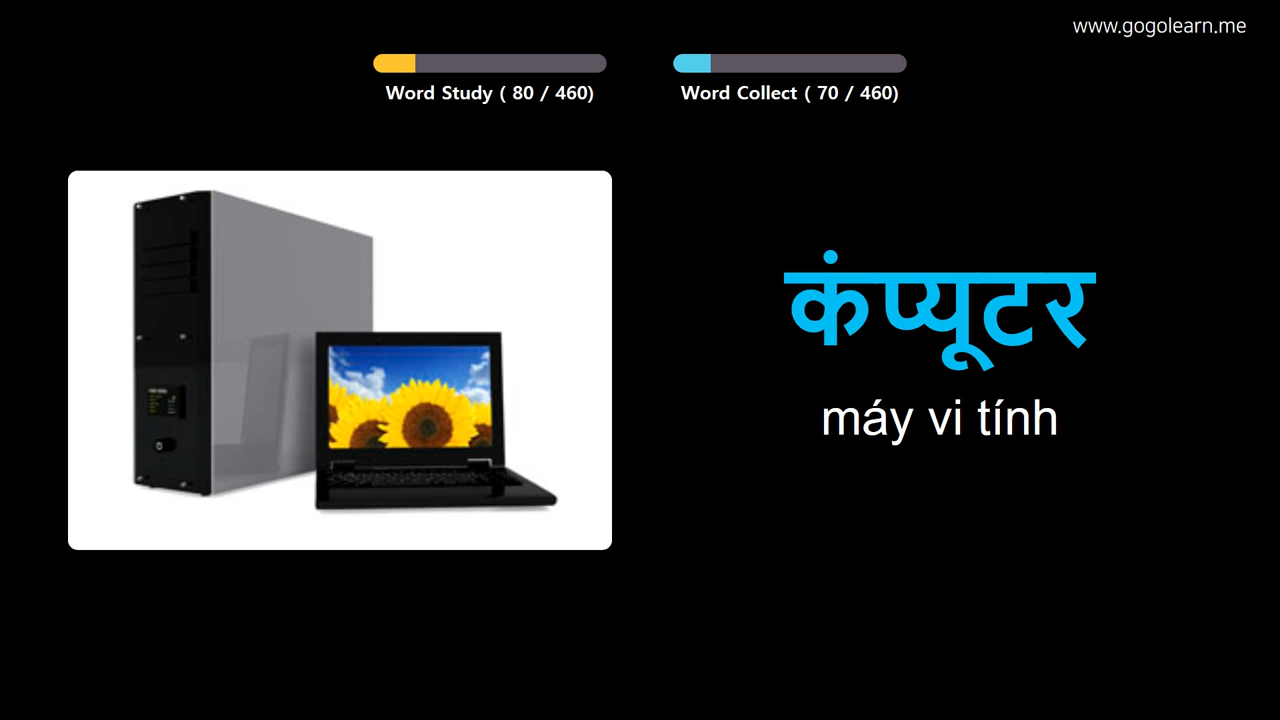 www.gogolearn.me
Word Study ( 80 / 460)
Word Collect ( 70 / 460)
कंप्यूटर
máy vi tính